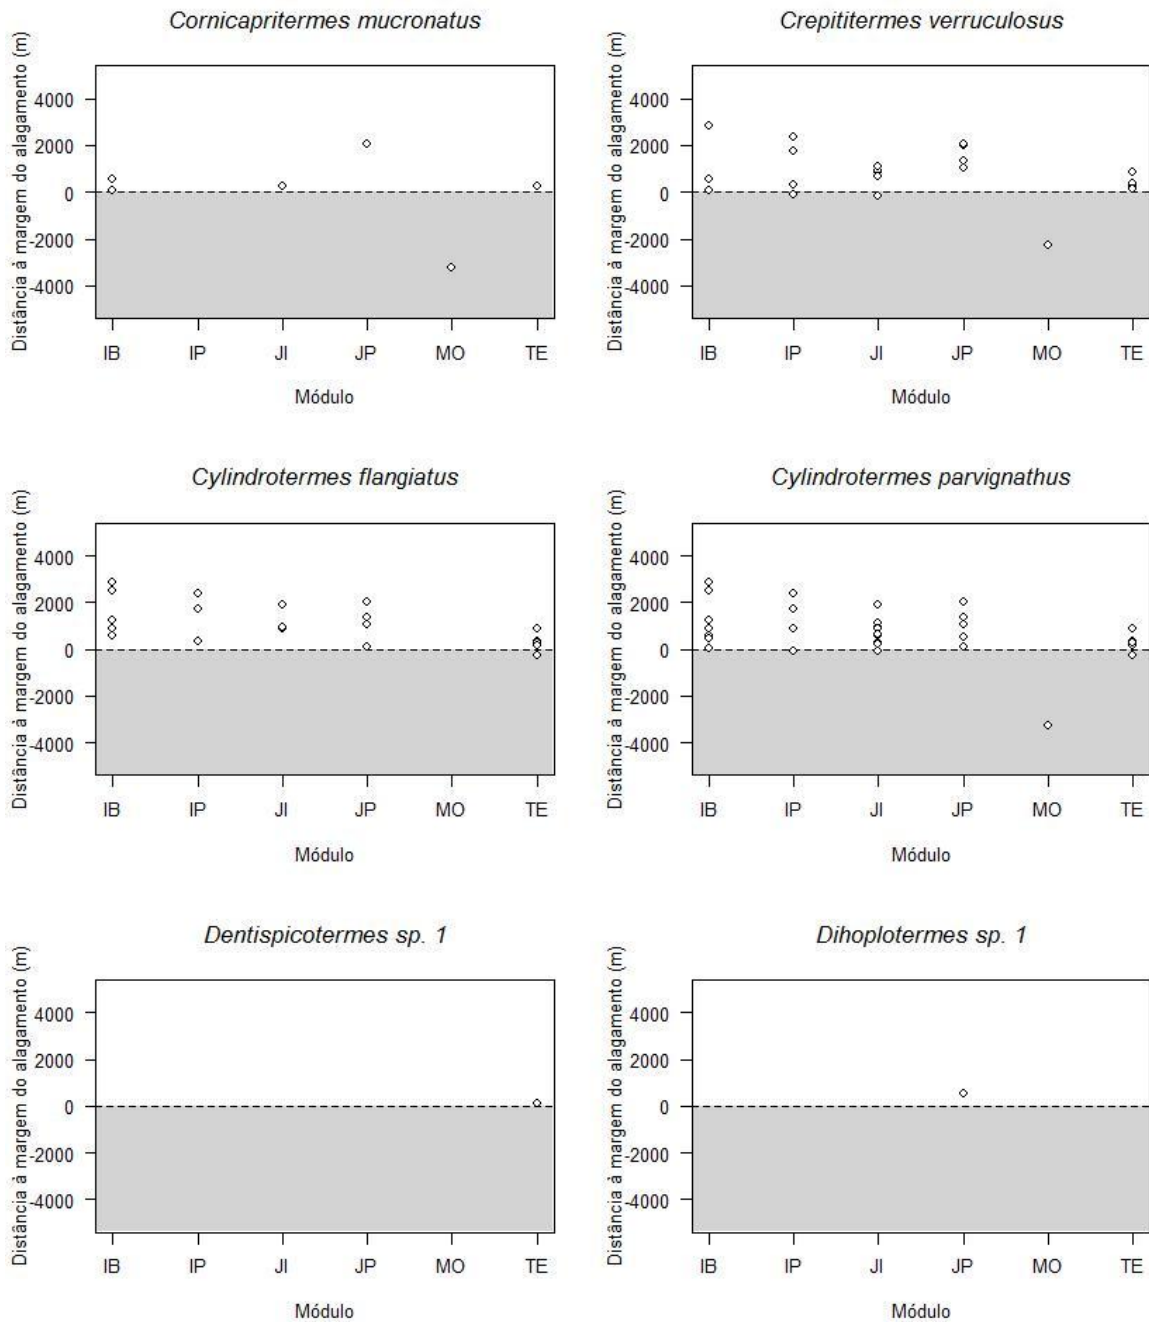 Cornicapritermes mucronatus
Distância à margem do alagamento (m)
4000
2000
0
-2000
-4000
IB IP JI JP MO TE
Módulo
Crepititermes verruculosus
Distância à margem do alagamento (m)
4000
2000
0
-2000
-4000
IB IP JI JP MO TE
Módulo
Cylindrotermes flangiatus
Distância à margem do alagamento (m)
4000
2000
0
-2000
-4000
IB IP JI JP MO TE
Módulo
Cylindrotermes parvignathus
Distância à margem do alagamento (m)
4000
2000
0
-2000
-4000
IB IP JI JP MO TE
Módulo
Dentispicotermes sp. 1
Distância à margem do alagamento (m)
4000
2000
0
-2000
-4000
IB IP JI JP MO TE
Módulo
Dihoplotermes sp. 1
Distância à margem do alagamento (m)
4000
2000
0
-2000
-4000
IB IP JI JP MO TE
Módulo